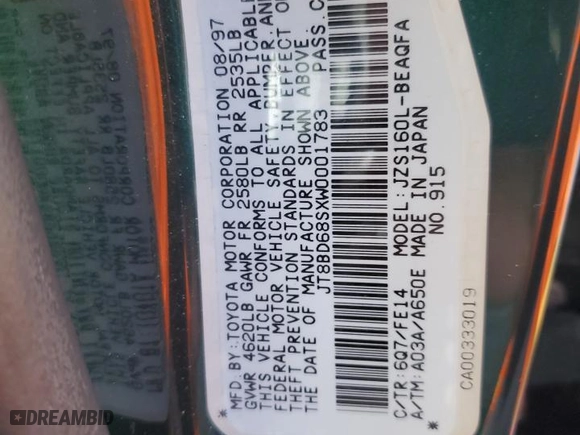 MFD. BY: TOYOTA MOTOR CORPORATION 08/97
GVWR 4620LB GAWR FR 2580LB RR 2535LB
THIS VEHICLE CONFORMS TO ALL APPLICABLE
FEDERAL MOTOR VEHICLE SAFETY, BUMPER, AND
THEFT PREVENTION STANDARDS IN EFFECT ON
THE DATE OF MANUFACTURE SHOWN ABOVE.
JT8BD68SXW0001783 PASS. C
C/TR: 6Q7/FE14 MODEL: JZS160L-BEAQFA
A/TM: A03A/A650E MADE IN JAPAN
* NO. 915
CA00333019
DREAMBID